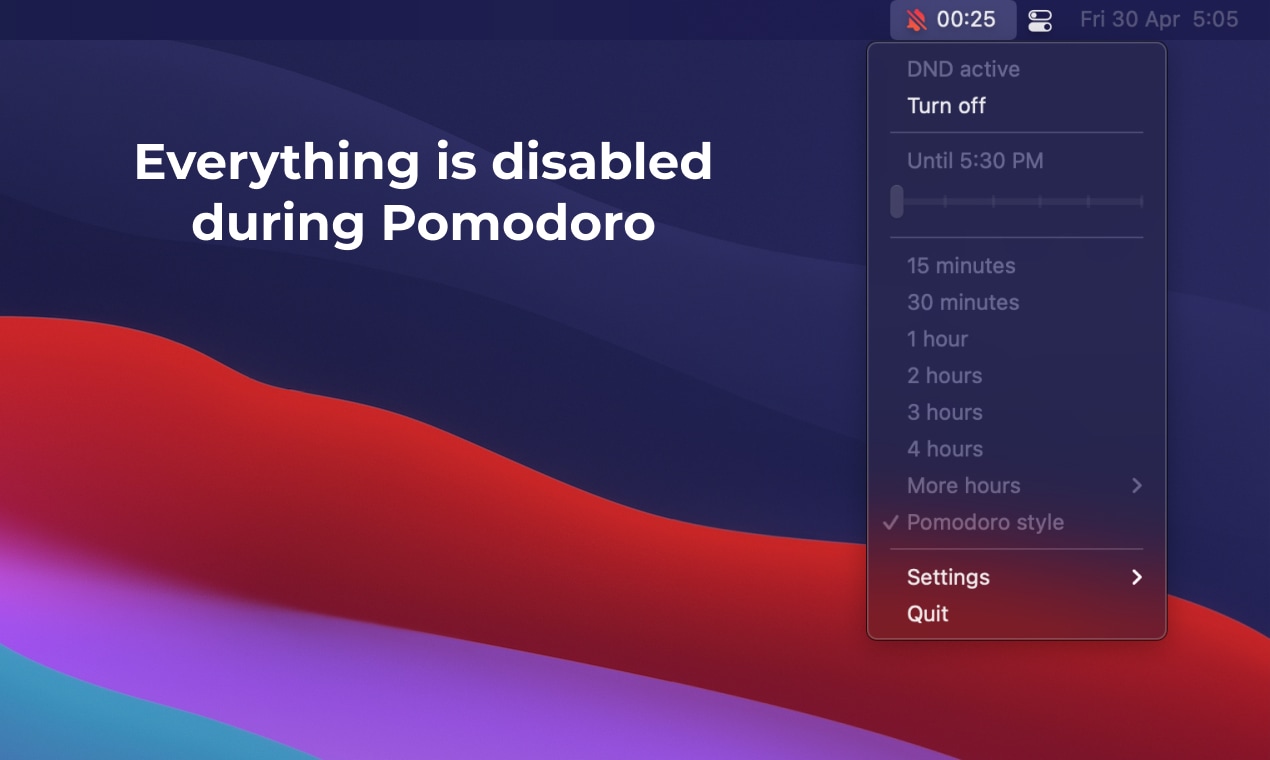 00:25 Fri 30 Apr 5:05
DND active
Turn off
Everything is disabled
during Pomodoro
Until 5:30 PM
15 minutes
30 minutes
1 hour
2 hours
3 hours
4 hours
More hours
Pomodoro style
Settings
Quit